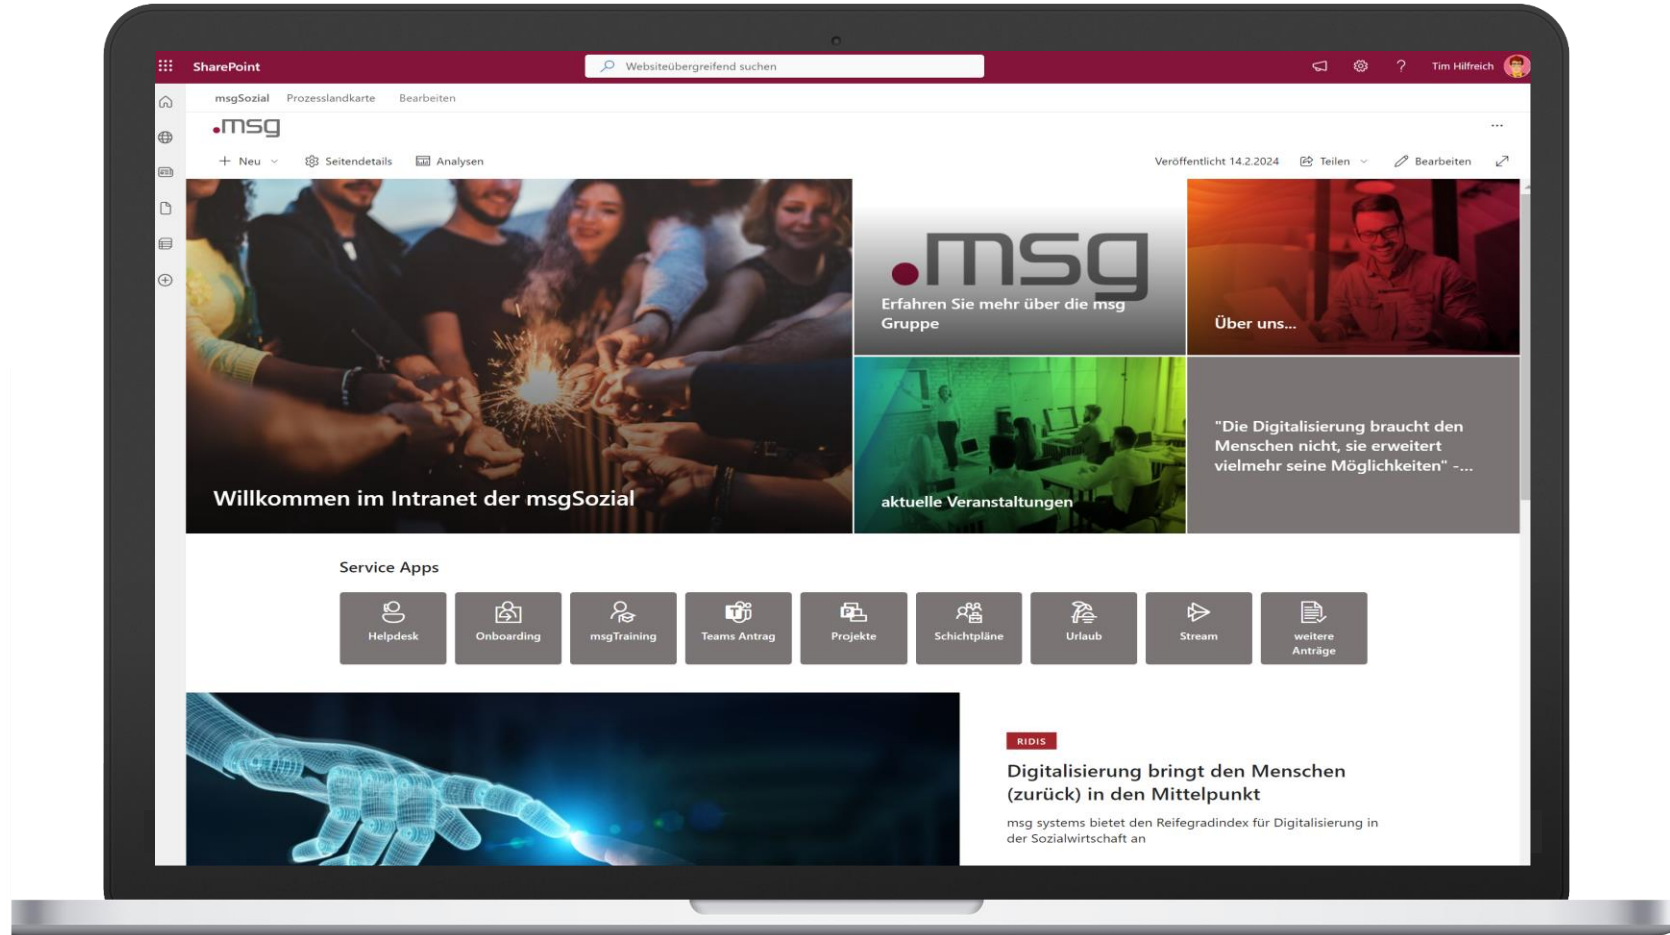 SharePoint
Websiteübergreifend suchen
Tim Hilfreich
msgSozial Prozesslandkarte Bearbeiten
.msg
Neu Seitendetails Analysen
Veröffentlicht 14.2.2024 Teilen Bearbeiten
Willkommen im Intranet der msgSozial
.msg
Erfahren Sie mehr über die msg
Gruppe
Über uns...
aktuelle Veranstaltungen
"Die Digitalisierung braucht den
Menschen nicht, sie erweitert
vielmehr seine Möglichkeiten" -...
Service Apps
Helpdesk
Onboarding
msgTraining
Teams Antrag
Projekte
Schichtpläne
Urlaub
Stream
weitere
Anträge
RIDIS
Digitalisierung bringt den Menschen
(zurück) in den Mittelpunkt
msg systems bietet den Reifegradindex für Digitalisierung in
der Sozialwirtschaft an